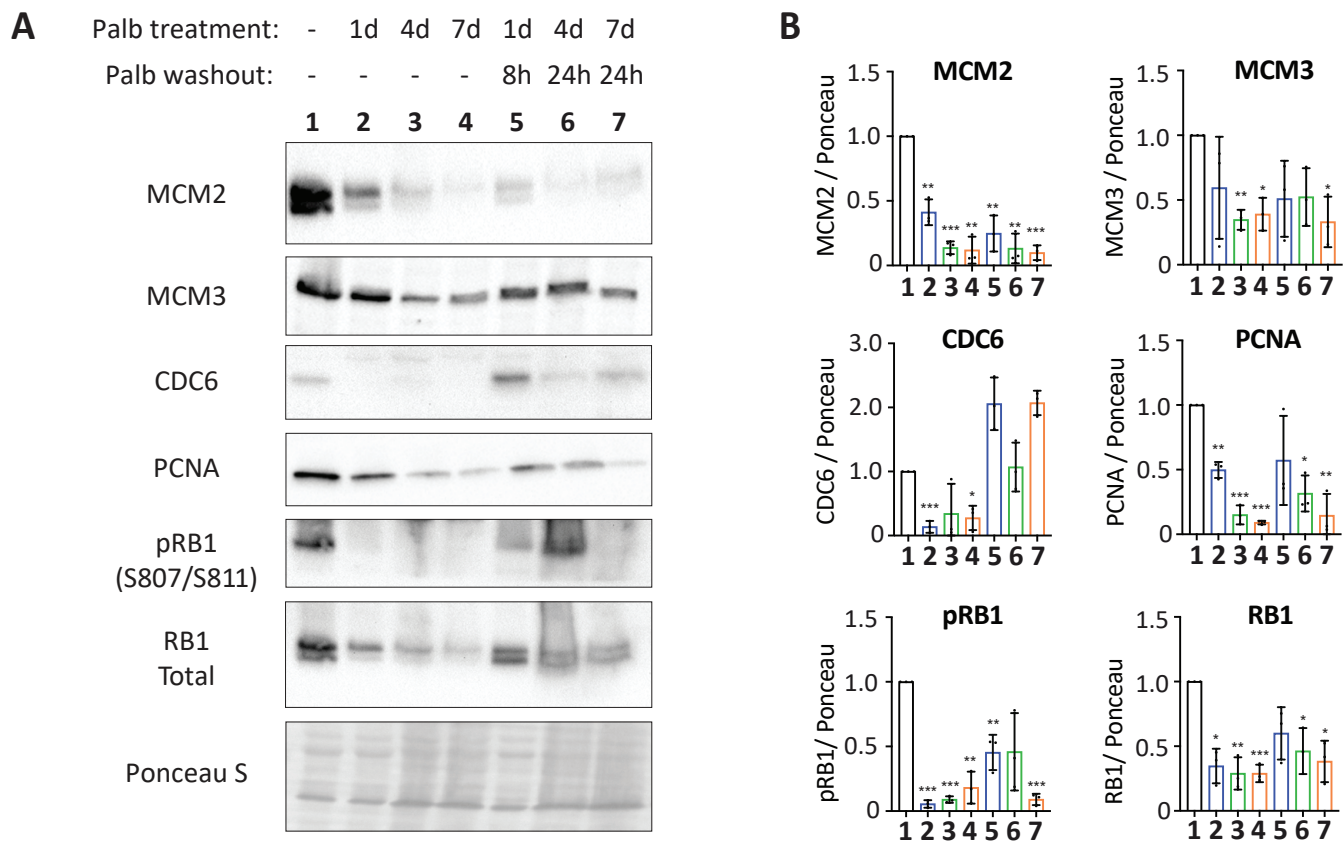 A
Palb treatment: - 1d 4d 7d 1d 4d 7d
Palb washout: - - - - 8h 24h 24h
1 2 3 4 5 6 7
MCM2
MCM3
CDC6
PCNA
pRB1
(S807/S811)
RB1
Total
Ponceau S
B
MCM2
MCM2 / Ponceau
1.5
1.0
0.5
0
** *** ** ** ** ***
1 2 3 4 5 6 7
MCM3
MCM3 / Ponceau
1.5
1.0
0.5
0
** * *
1 2 3 4 5 6 7
CDC6
CDC6 / Ponceau
3.0
2.0
1.0
0
*** *
1 2 3 4 5 6 7
PCNA
PCNA / Ponceau
1.5
1.0
0.5
0
** *** *** * **
1 2 3 4 5 6 7
pRB1
pRB1/ Ponceau
1.5
1.0
0.5
0
*** *** ** ** ***
1 2 3 4 5 6 7
RB1
RB1/ Ponceau
1.5
1.0
0.5
0
* ** *** * *
1 2 3 4 5 6 7